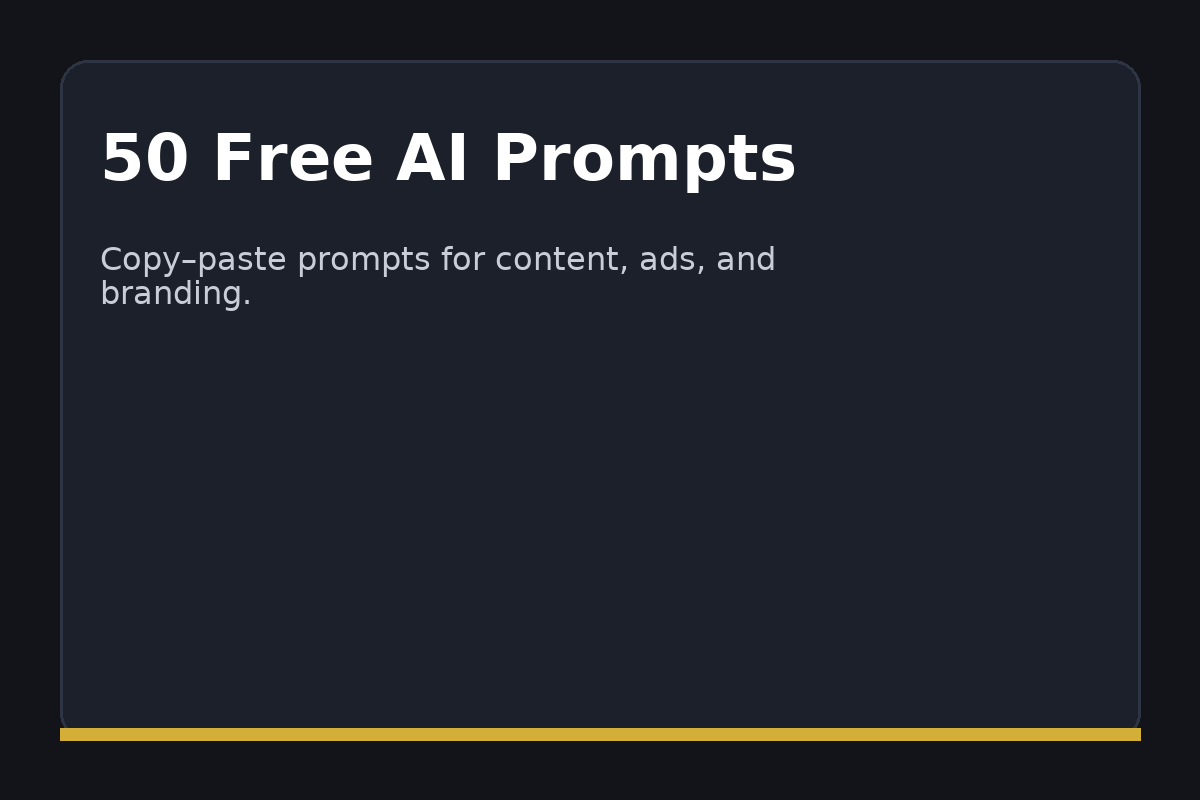 50 Free AI Prompts
Copy–paste prompts for content, ads, and
branding.